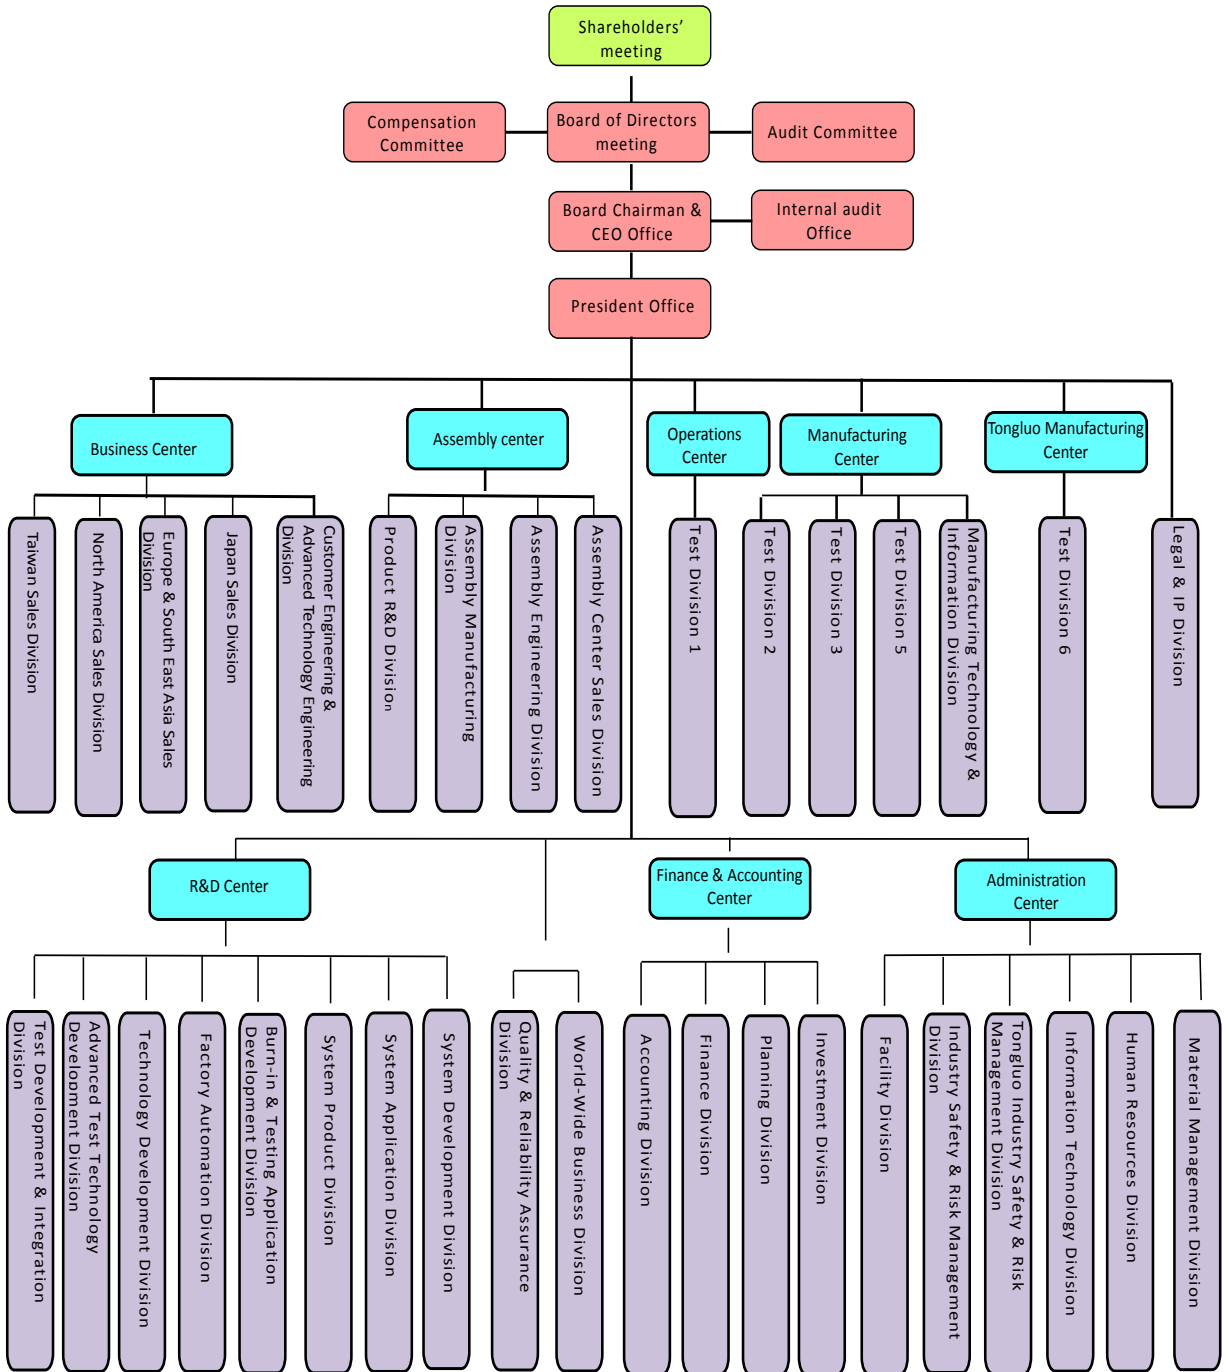 Shareholders’
meeting
Compensation
Committee
Board of Directors
meeting
Audit Committee
Board Chairman &
CEO Office
Internal audit
Office
President Office
Business Center
Assembly center
Operations
Center
Manufacturing
Center
Tongluo Manufacturing
Center
Taiwan Sales Division
North America Sales Division
Europe & South East Asia Sales
Division
Japan Sales Division
Customer Engineering &
Advanced Technology Engineering
Division
Product R&D Division
Assembly Manufacturing
Division
Assembly Engineering Division
Assembly Center Sales Division
Test Division 1
Test Division 2
Test Division 3
Test Division 5
Manufacturing Technology &
Information Division
Test Division 6
Legal & IP Division
R&D Center
Finance & Accounting
Center
Administration
Center
Test Development & Integration
Division
Advanced Test Technology
Development Division
Technology Development Division
Factory Automation Division
Burn-in & Testing Application
Development Division
System Product Division
System Application Division
System Development Division
Quality & Reliability Assurance
Division
World-Wide Business Division
Accounting Division
Finance Division
Planning Division
Investment Division
Facility Division
Industry Safety & Risk Management
Division
Tongluo Industry Safety & Risk
Management Division
Information Technology Division
Human Resources Division
Material Management Division